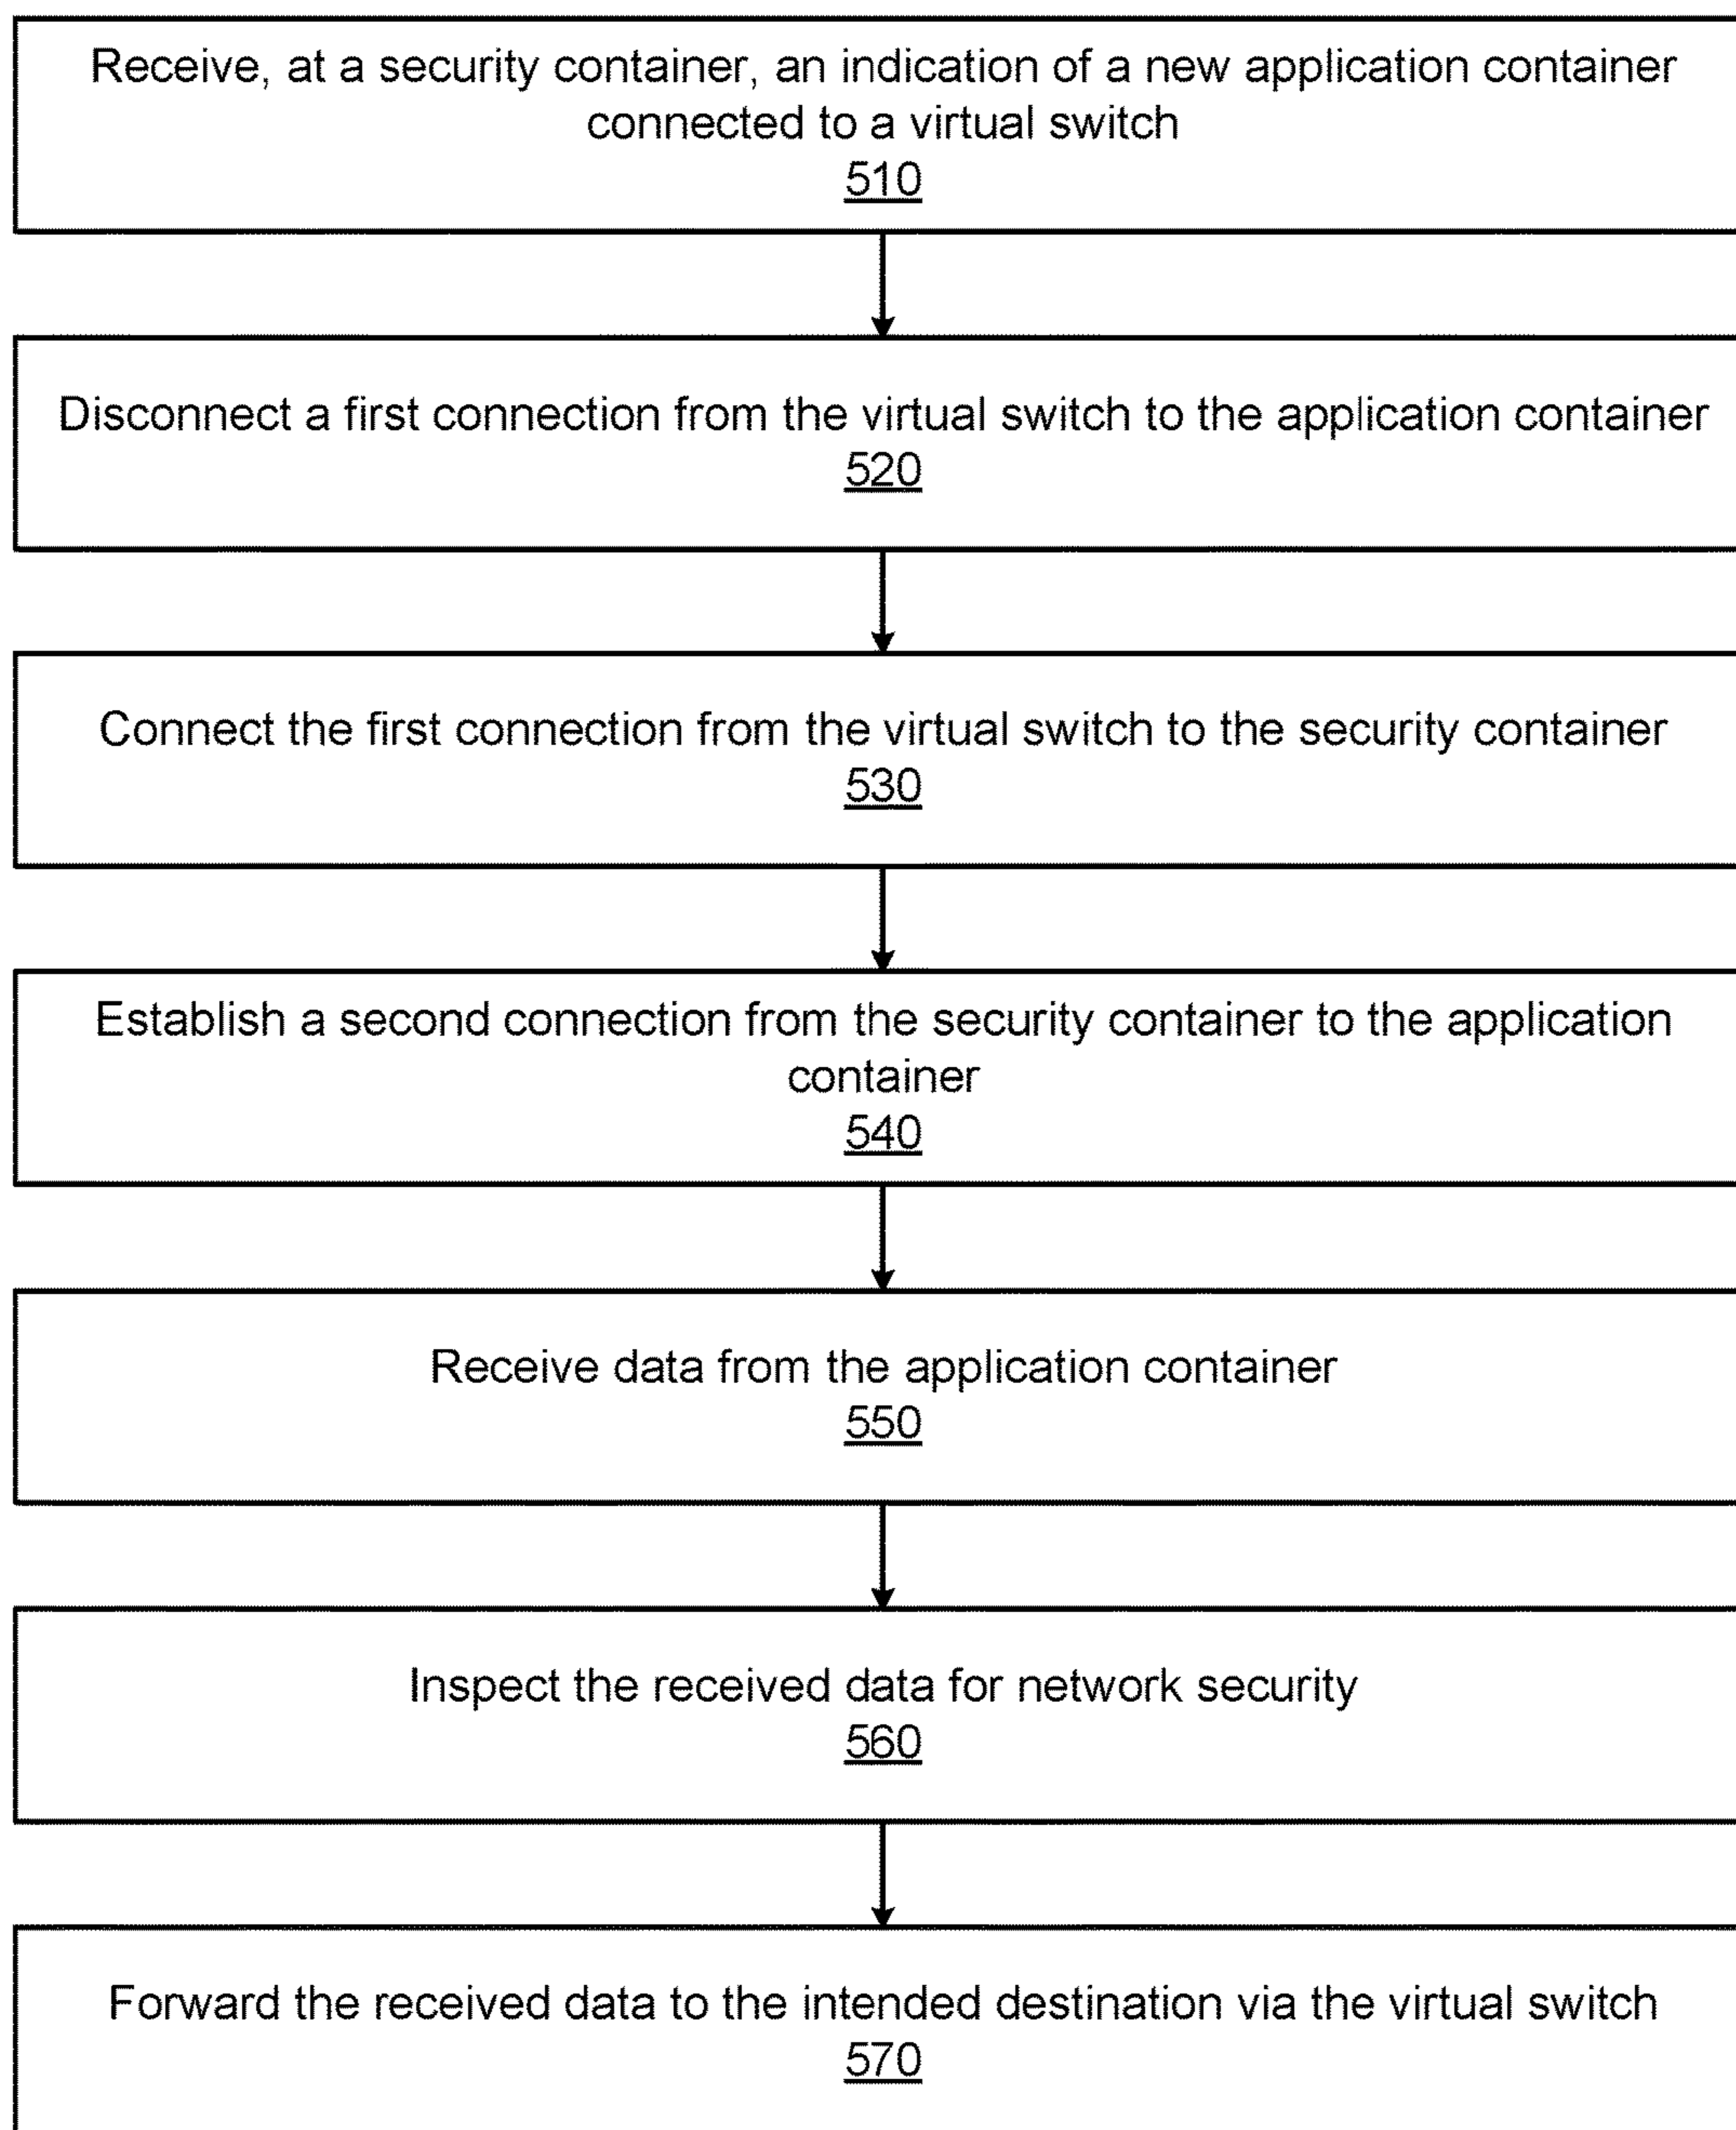 Receive, at a security container, an indication of a new application container
connected to a virtual switch
510
Disconnect a first connection from the virtual switch to the application container
520
Connect the first connection from the virtual switch to the security container
530
Establish a second connection from the security container to the application
container
540
Receive data from the application container
550
Inspect the received data for network security
560
Forward the received data to the intended destination via the virtual switch
570